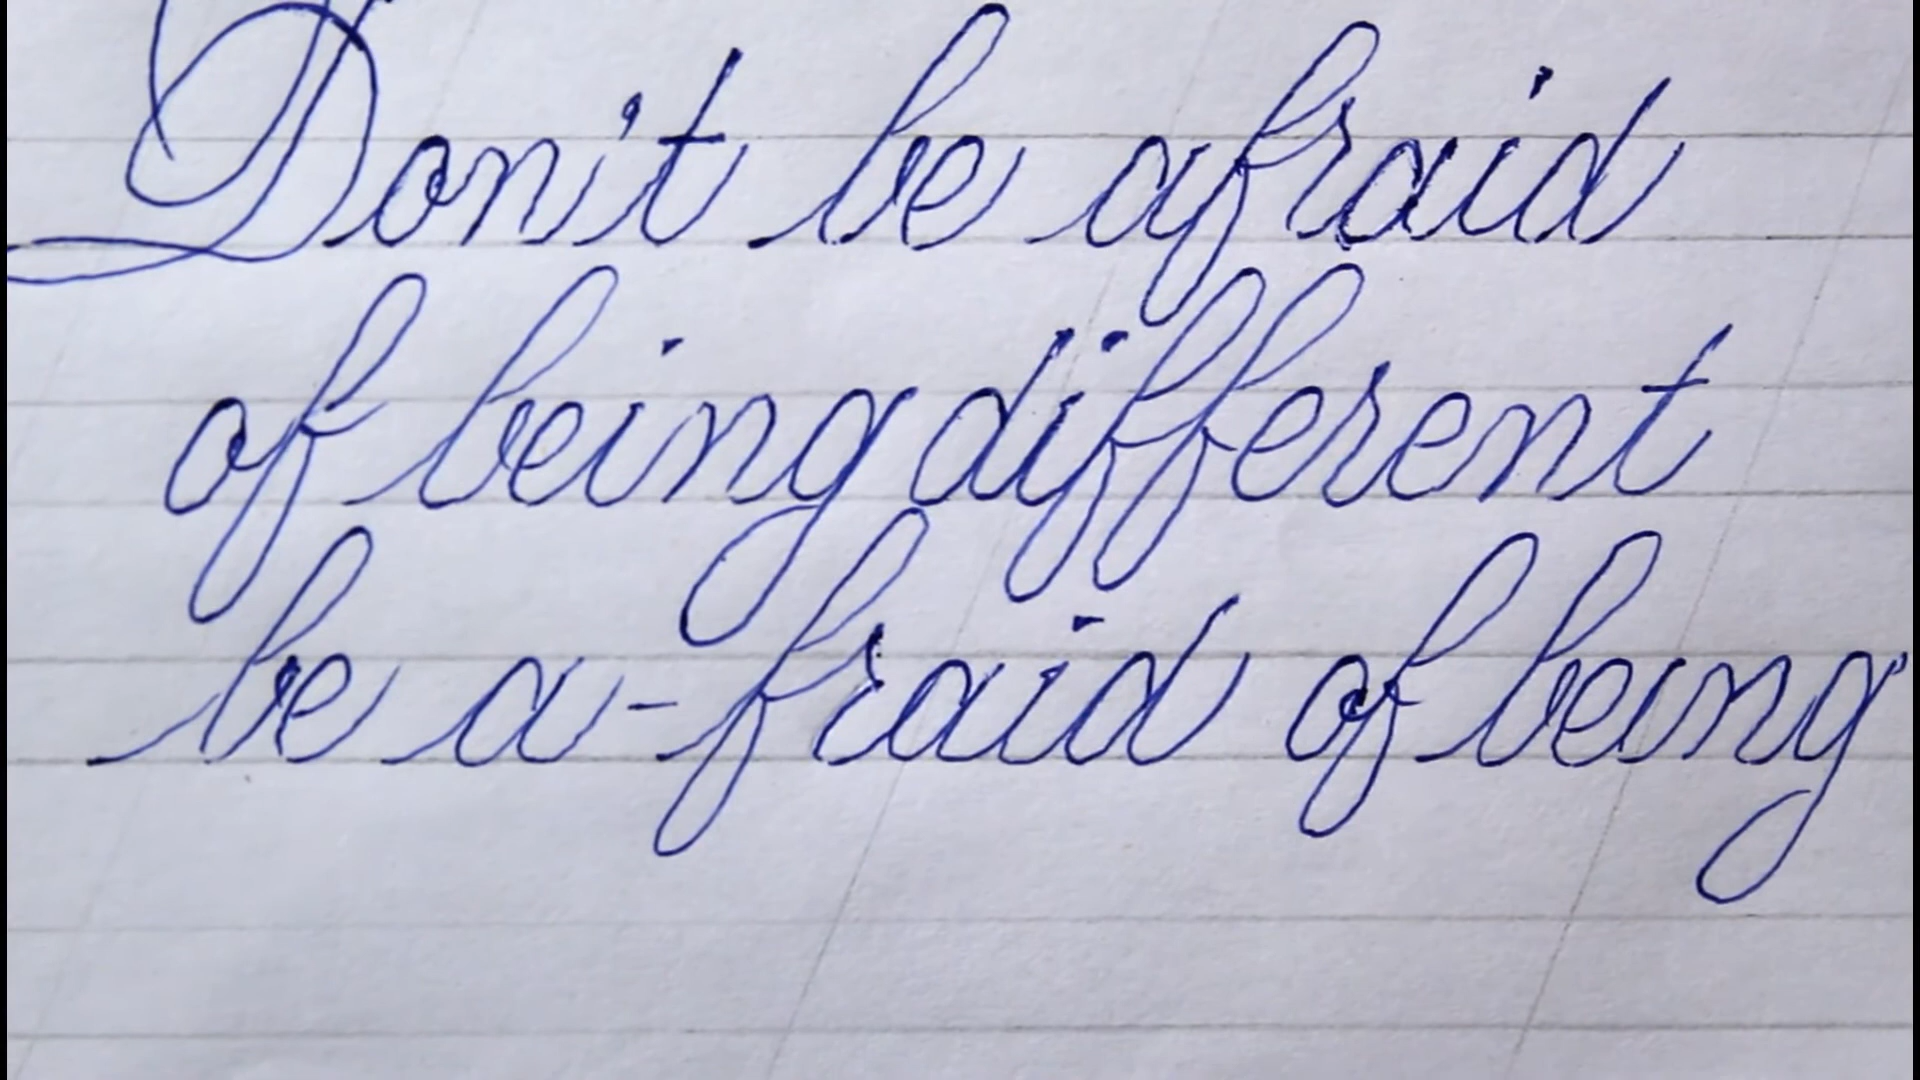 Don't be afraid
of being different
be a-fraid of being